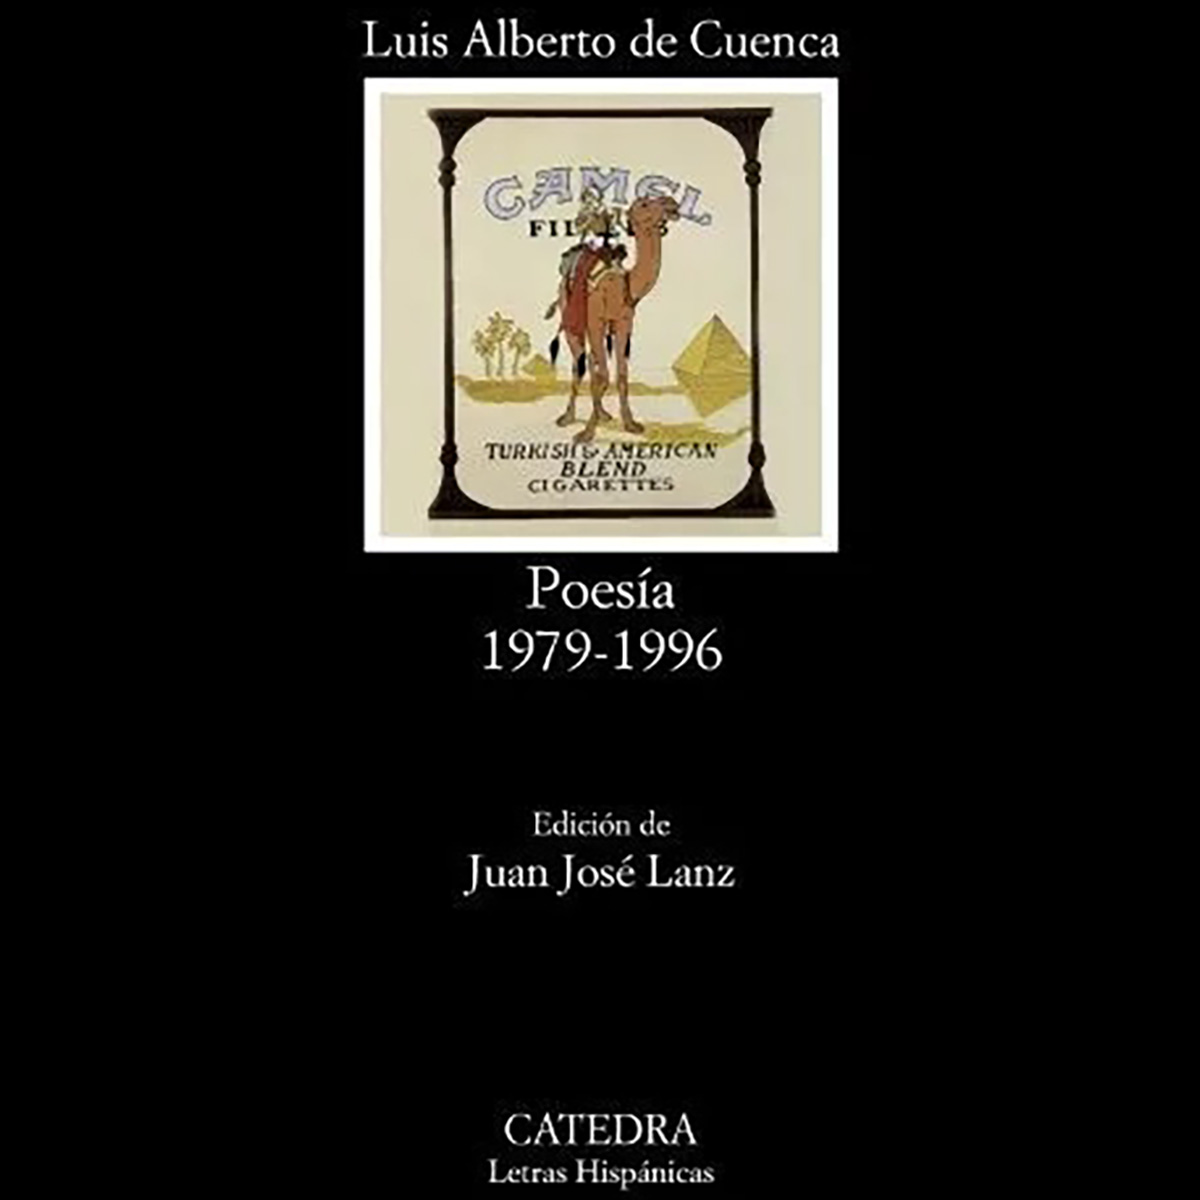 Luis Alberto de Cuenca
CAMEL
TURKISH & AMERICAN
BLEND
CIGARETTES
Poesía
1979-1996
Edición de
Juan José Lanz
CATEDRA
Letras Hispánicas